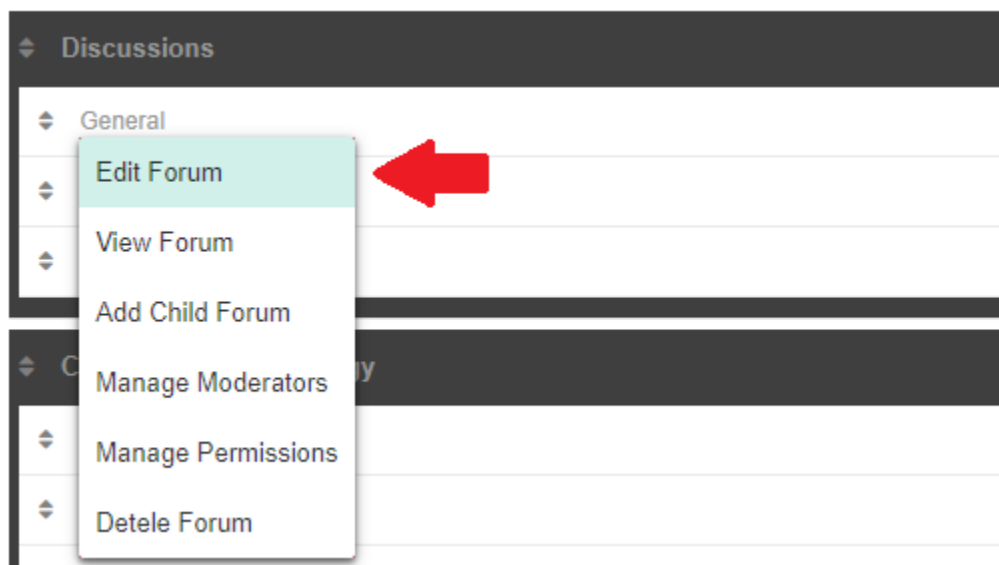 Discussions
General
Edit Forum
View Forum
Add Child Forum
Manage Moderators
Manage Permissions
Detele Forum